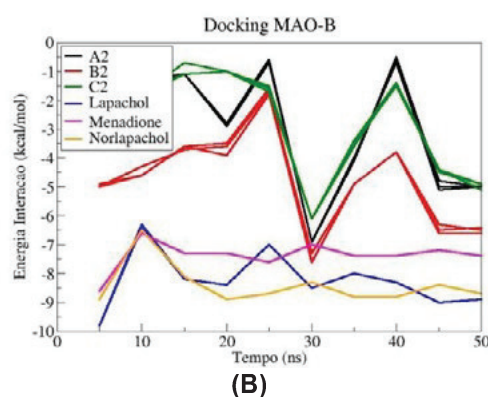 Docking MAO-B
A2
B2
C2
Lapachol
Menadione
Norlapachol
Energia Interacao (kcal/mol)
0
-1
-2
-3
-4
-5
-6
-7
-8
-9
-10
0
10
20
30
40
50
Tempo (ns)
(B)